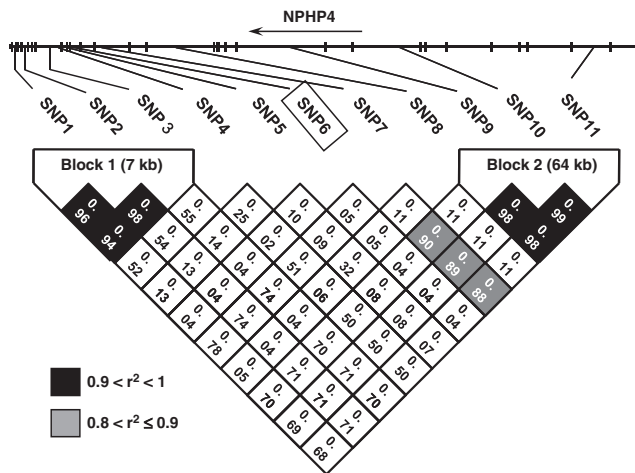 NPHP4
SNP1 SNP2 SNP3 SNP4 SNP5 SNP6 SNP7 SNP8 SNP9 SNP10 SNP11
Block 1 (7 kb) Block 2 (64 kb)
0.96 0.98 0.55 0.25 0.10 0.05 0.11 0.11 0.98 0.99
0.94 0.54 0.14 0.02 0.09 0.05 0.90 0.11 0.98
0.52 0.13 0.04 0.51 0.32 0.04 0.89 0.11
0.13 0.04 0.74 0.06 0.08 0.04 0.88
0.04 0.74 0.04 0.50 0.08 0.04
0.78 0.04 0.70 0.50 0.07
0.05 0.71 0.71 0.50
0.70 0.71 0.70
0.69 0.71
0.68
0.9 < r² < 1
0.8 < r² ≤ 0.9